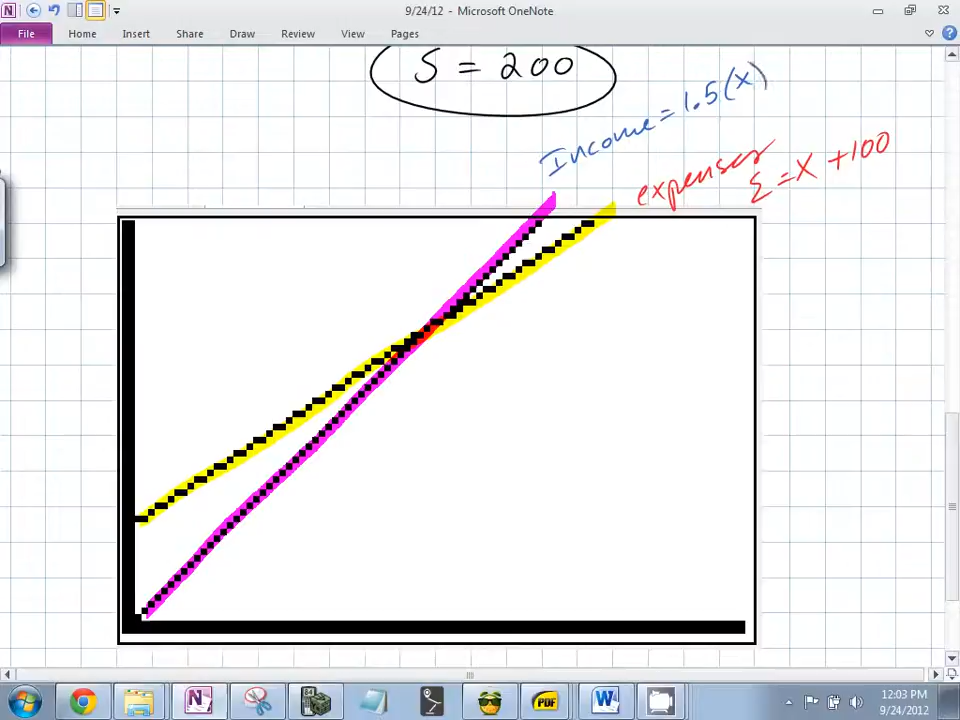 9/24/12 - Microsoft OneNote
File Home Insert Share Draw Review View Pages
S = 200
Income = 1.5(x)
expenses
Σ = x + 100
12:03 PM
9/24/2012